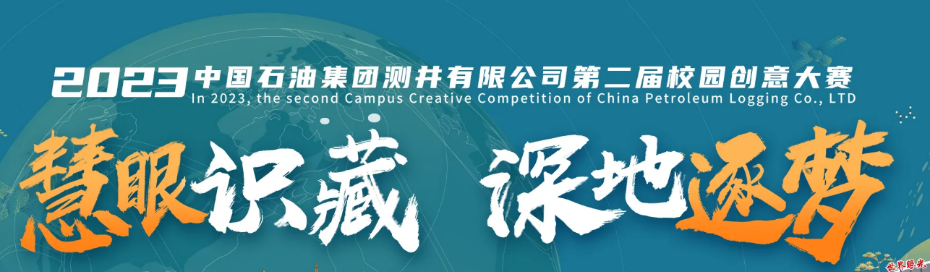 2023中国石油集团测井有限公司第二届校园创意大赛
In 2023, the second Campus Creative Competition of China Petroleum Logging Co., LTD
慧眼识藏 深地逐梦